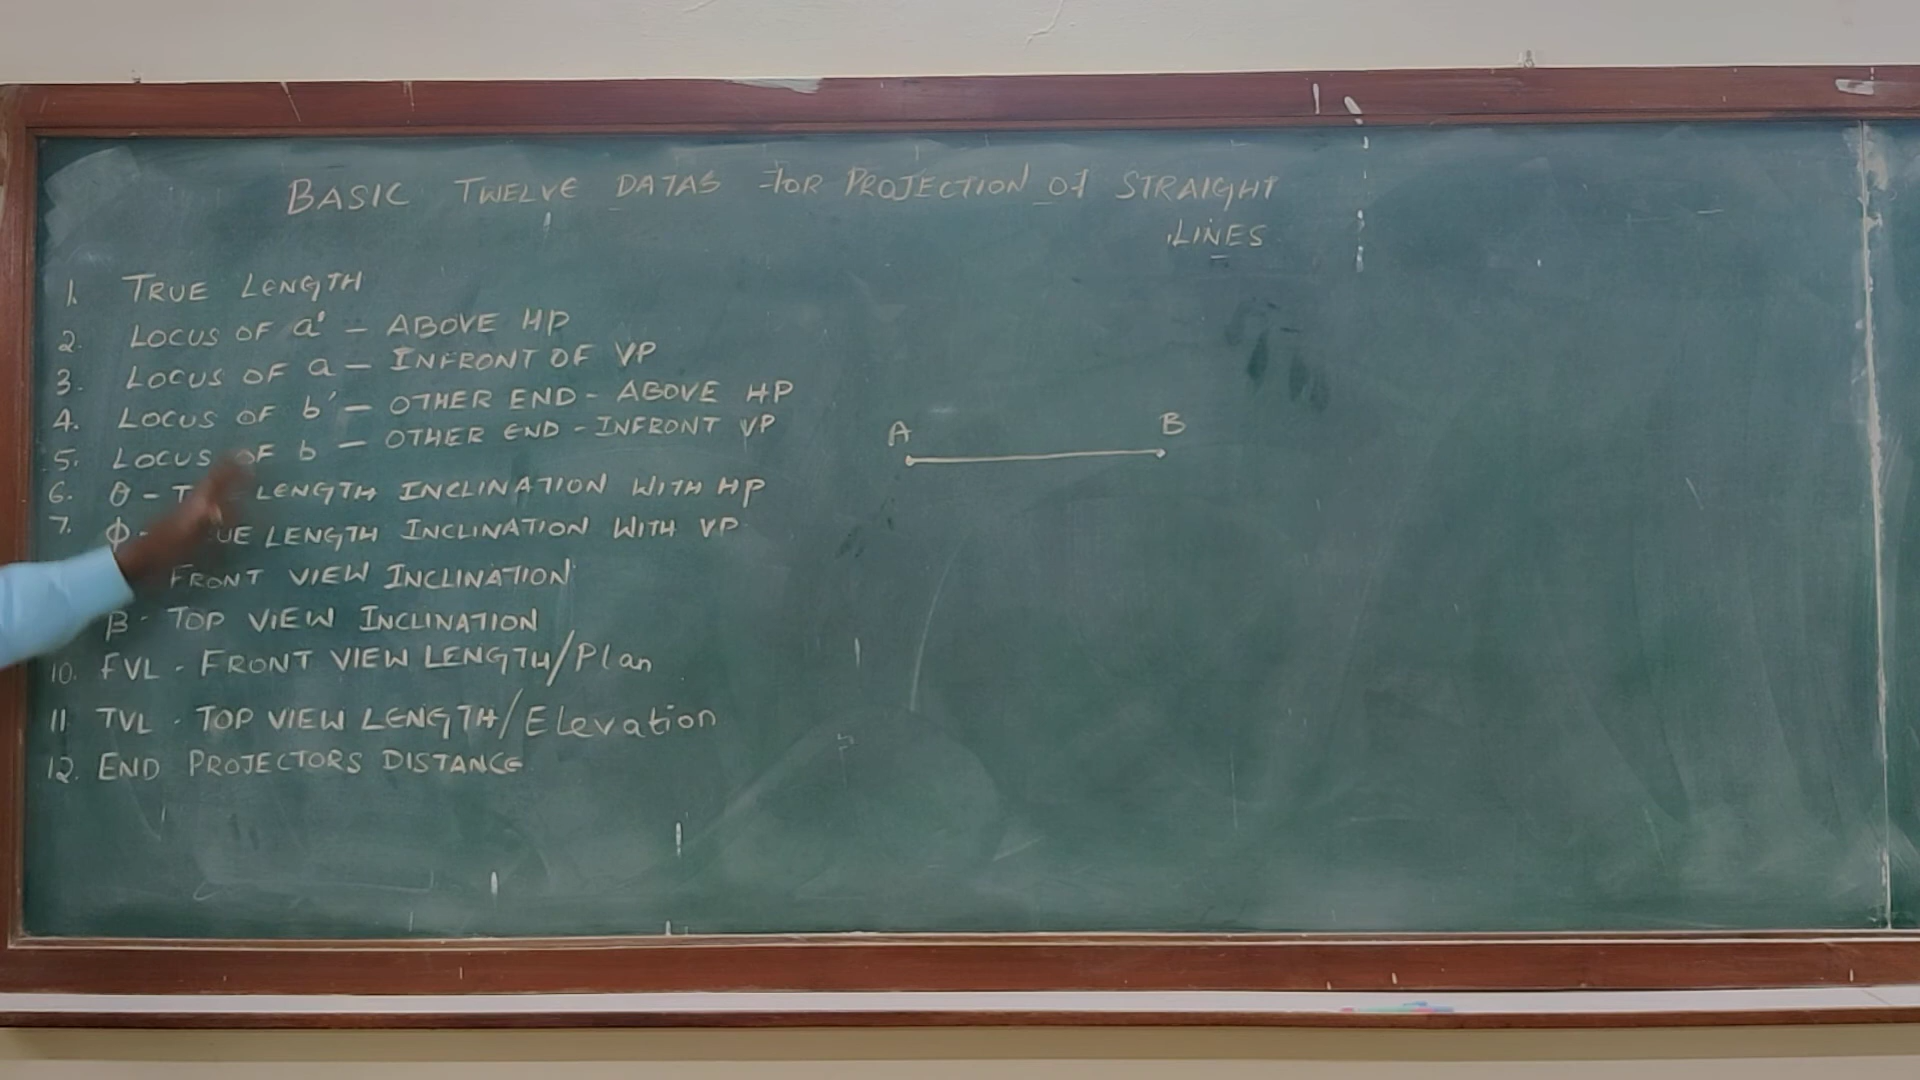 BASIC TWELVE DATAS FOR PROJECTION OF STRAIGHT
LINES
1. TRUE LENGTH
2. LOCUS OF a' - ABOVE HP
3. LOCUS OF a - INFRONT OF VP
4. LOCUS OF b' - OTHER END - ABOVE HP
5. LOCUS OF b - OTHER END - INFRONT VP
6. θ - LENGTH INCLINATION WITH HP
7. ϕ - LENGTH INCLINATION WITH VP
FRONT VIEW INCLINATION
β - TOP VIEW INCLINATION
10. FVL - FRONT VIEW LENGTH/Plan
11 TVL - TOP VIEW LENGTH/Elevation
12. END PROJECTORS DISTANCE
A B